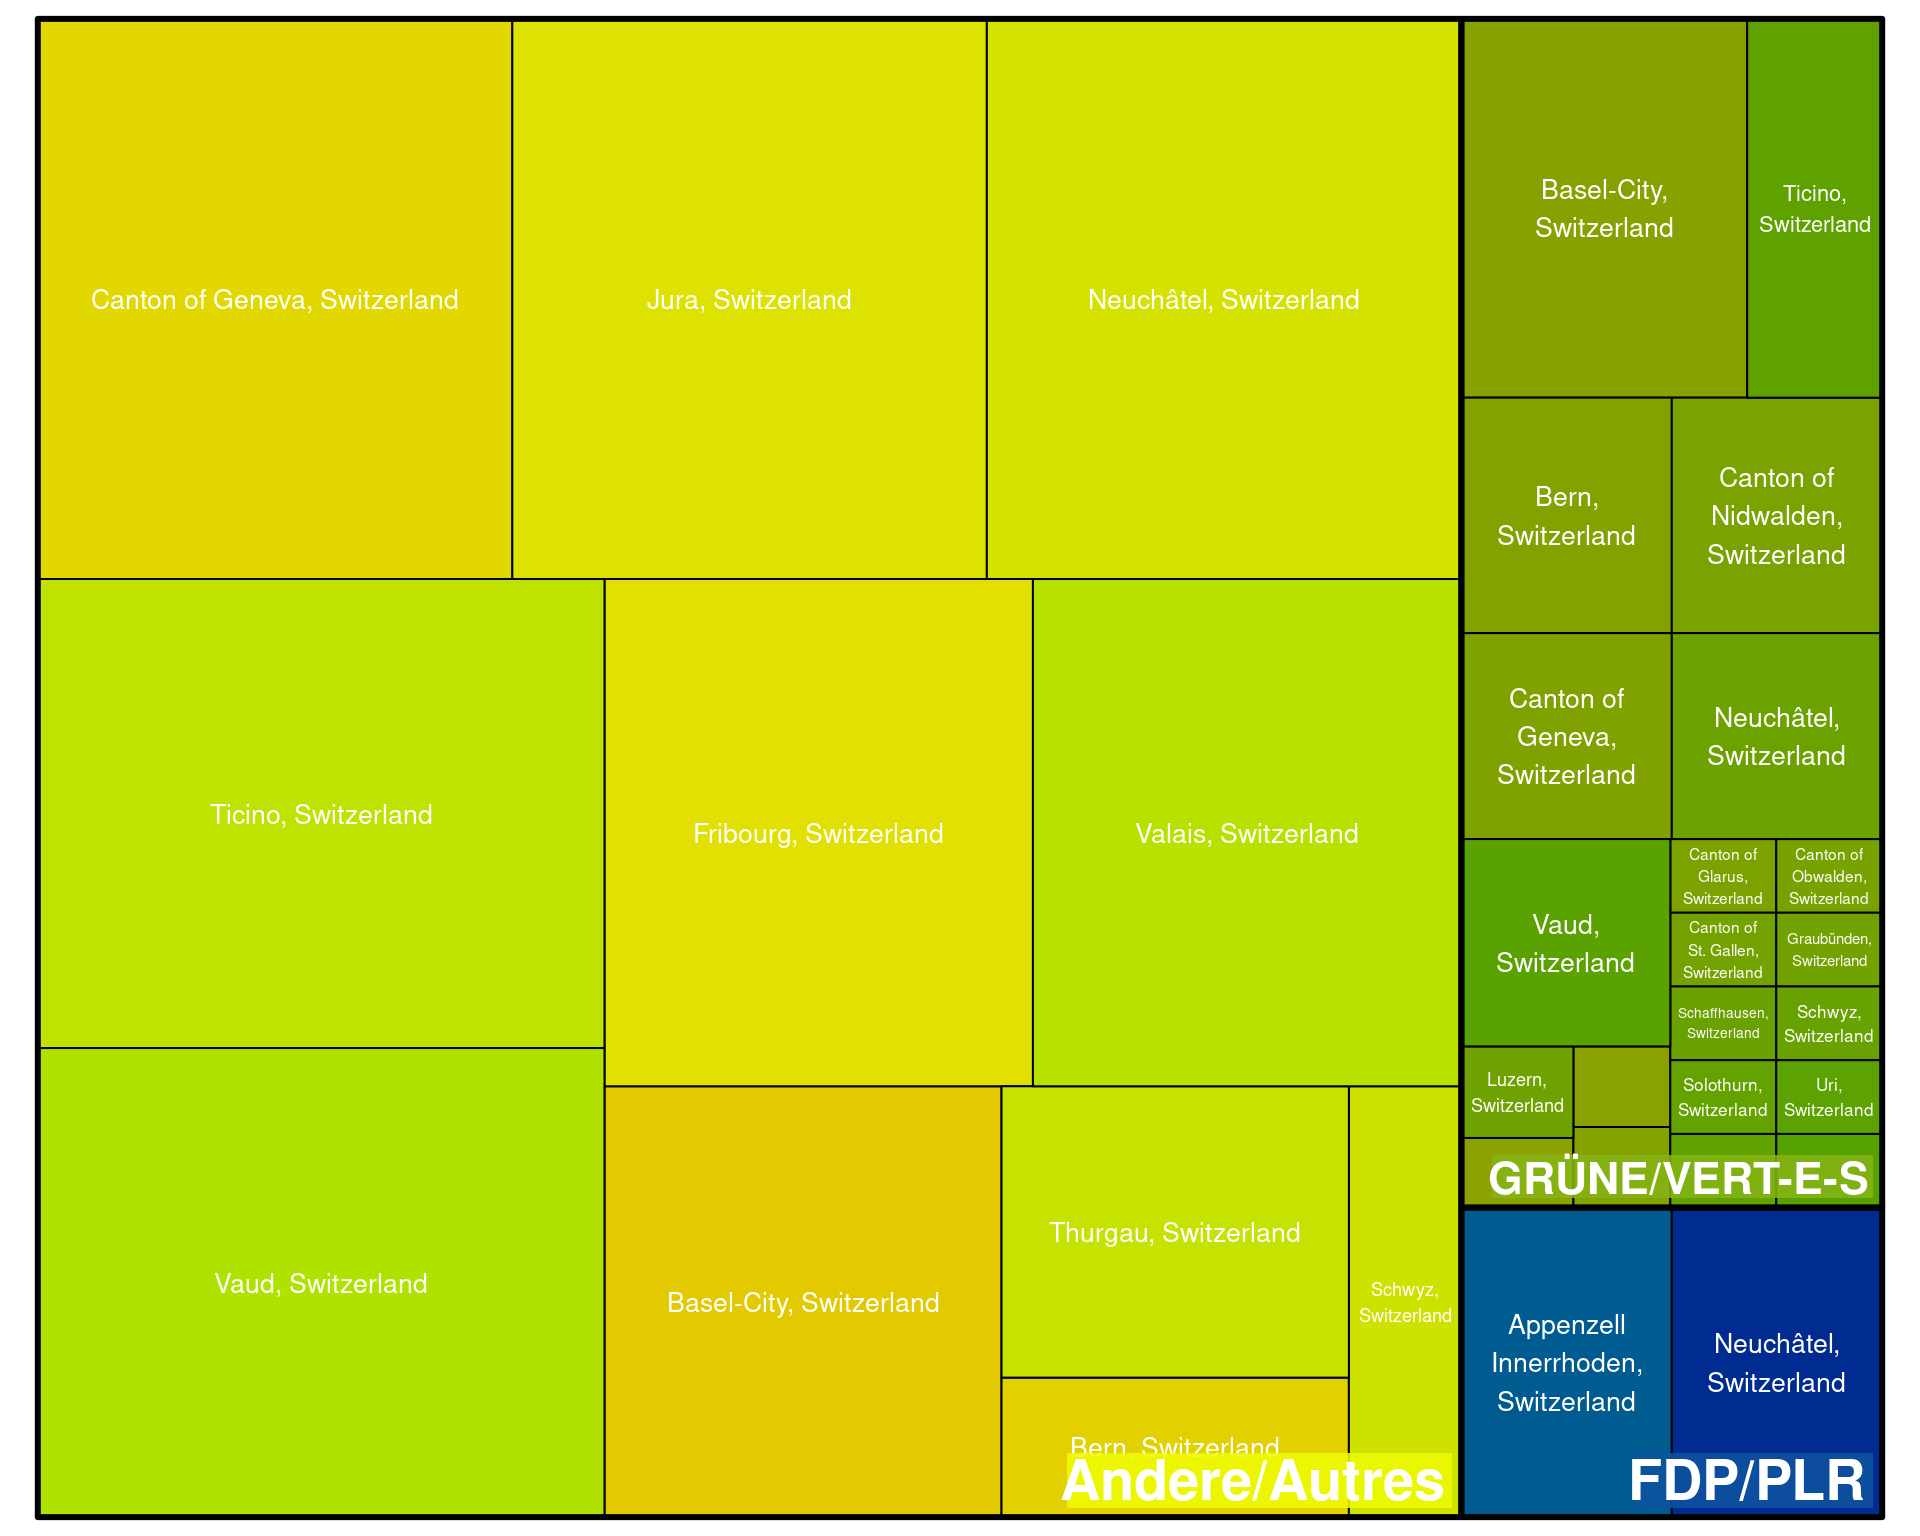 Canton of Geneva, Switzerland
Jura, Switzerland
Neuchâtel, Switzerland
Ticino, Switzerland
Fribourg, Switzerland
Valais, Switzerland
Vaud, Switzerland
Basel-City, Switzerland
Thurgau, Switzerland
Schwyz,
Switzerland
Bern, Switzerland
Andere/Autres
Basel-City,
Switzerland
Ticino,
Switzerland
Bern,
Switzerland
Canton of
Nidwalden,
Switzerland
Canton of
Geneva,
Switzerland
Neuchâtel,
Switzerland
Vaud,
Switzerland
Canton of
Glarus,
Switzerland
Canton of
Obwalden,
Switzerland
Canton of
St. Gallen,
Switzerland
Graubünden,
Switzerland
Schaffhausen,
Switzerland
Schwyz,
Switzerland
Luzern,
Switzerland
Solothurn,
Switzerland
Uri,
Switzerland
GRÜNE/VERT-E-S
Appenzell
Innerrhoden,
Switzerland
Neuchâtel,
Switzerland
FDP/PLR